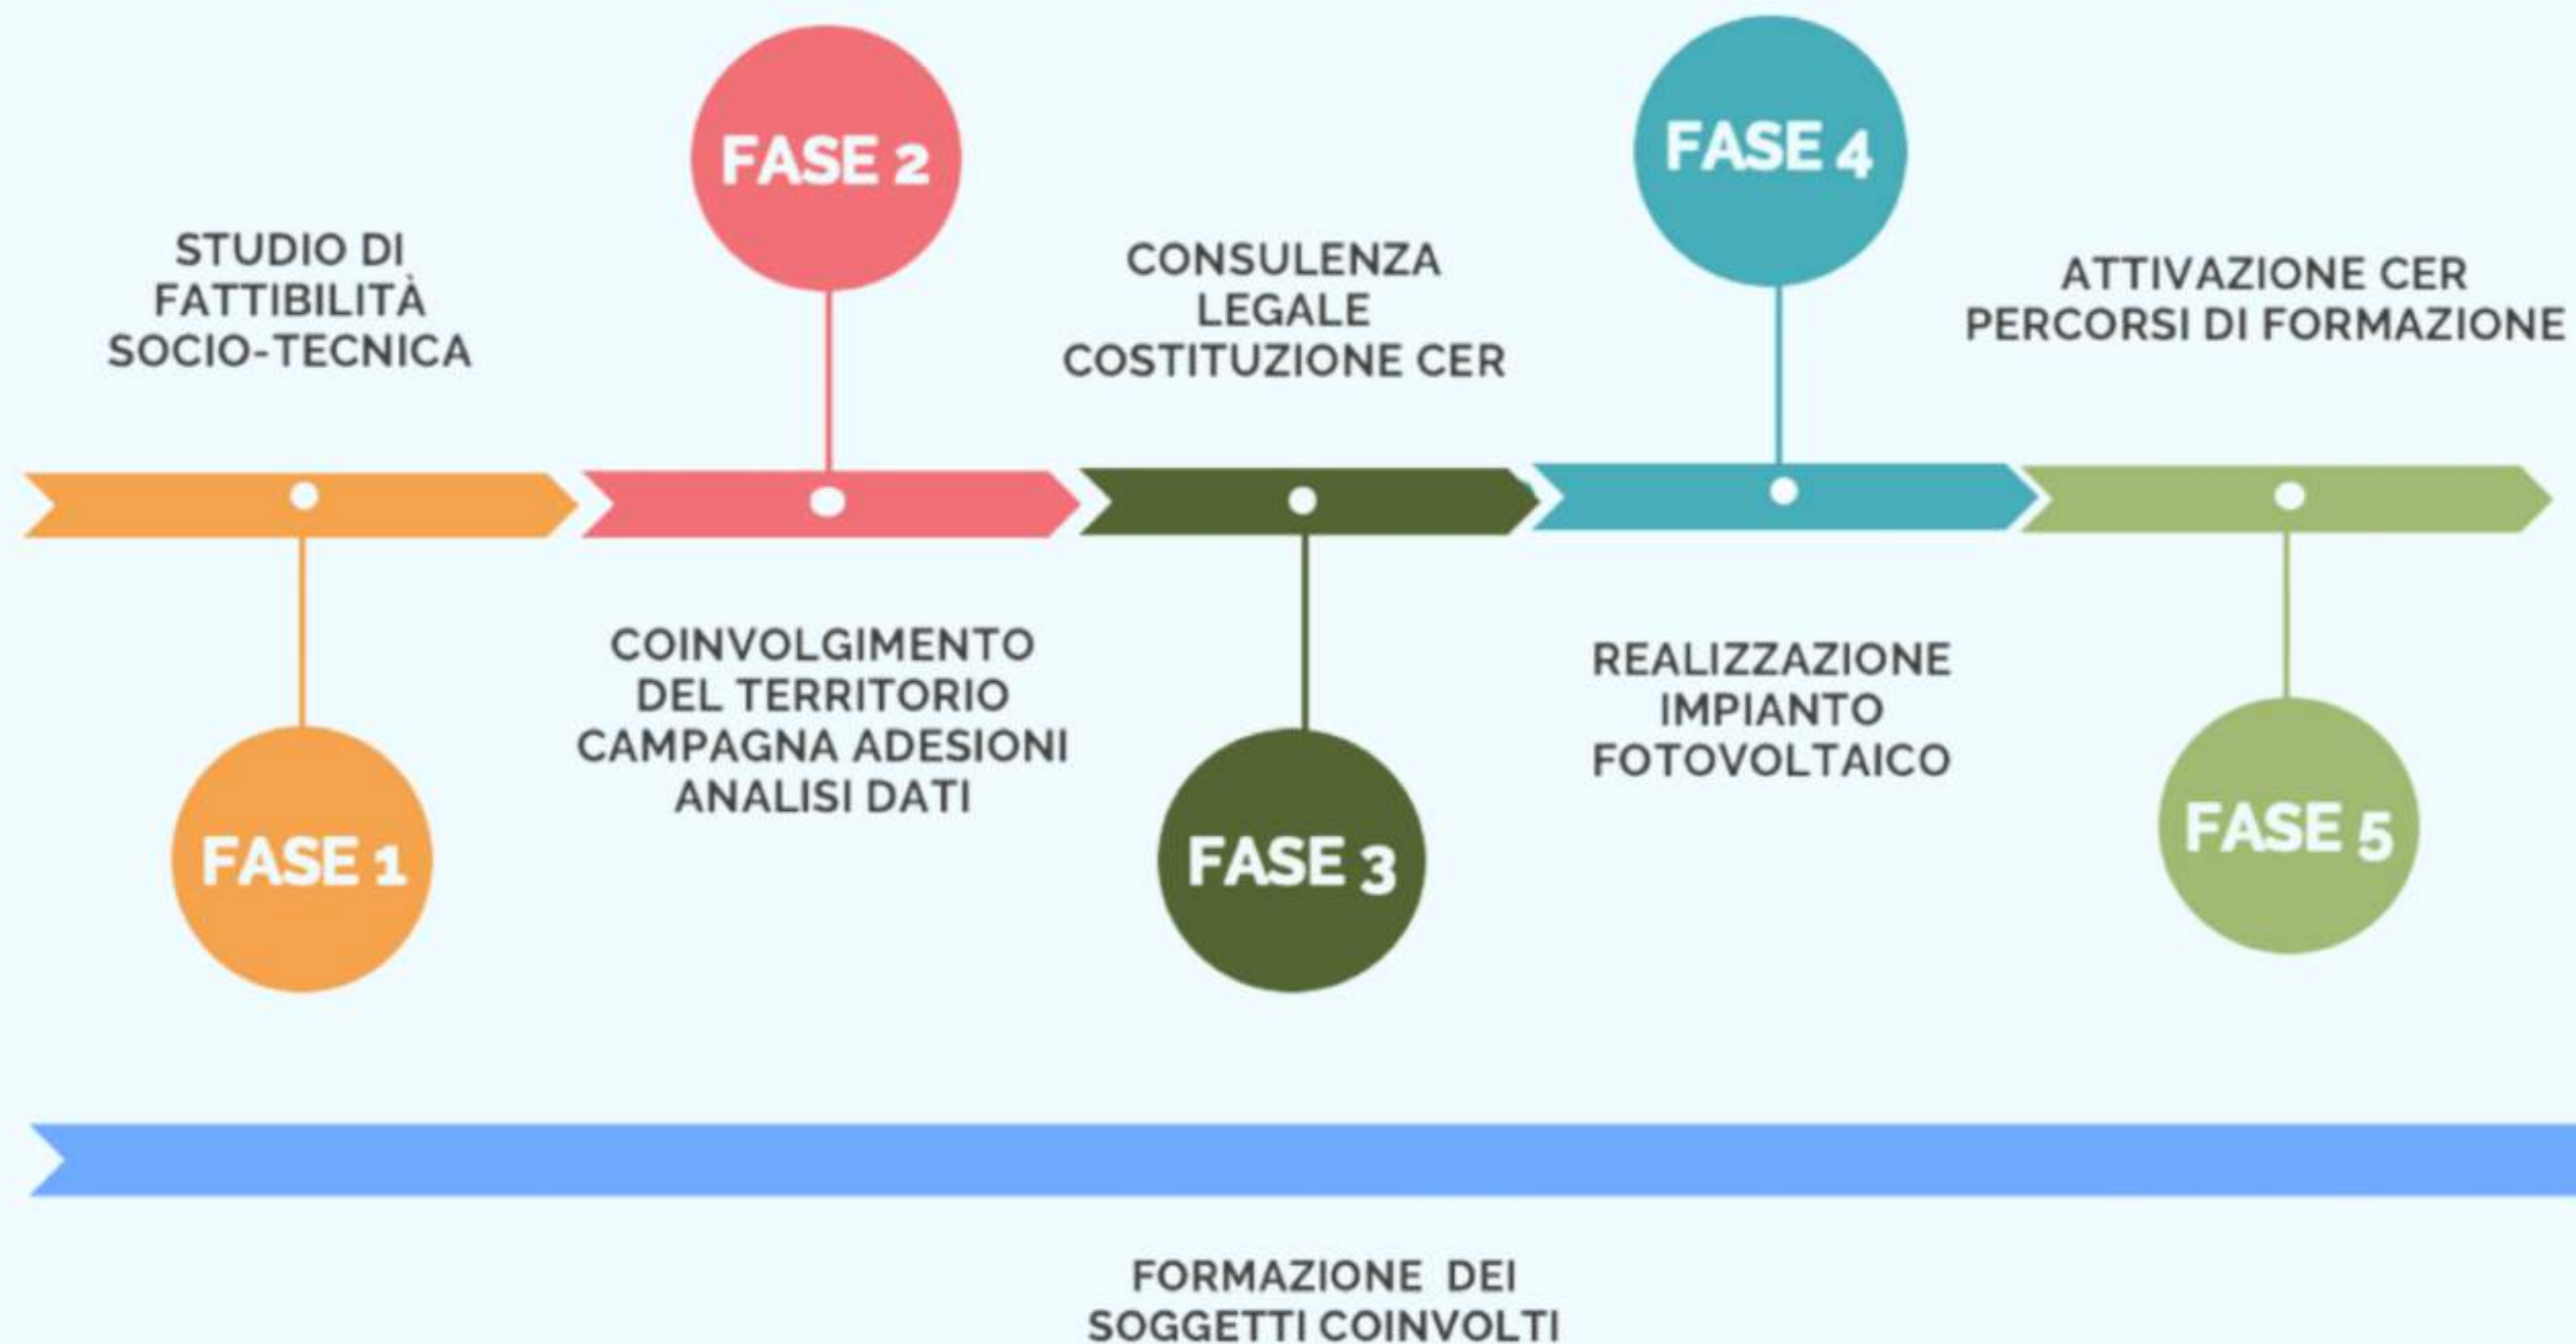 FASE 1
STUDIO DI
FATTIBILITÀ
SOCIO-TECNICA
FASE 2
COINVOLGIMENTO
DEL TERRITORIO
CAMPAGNA ADESIONI
ANALISI DATI
FASE 3
CONSULENZA
LEGALE
COSTITUZIONE CER
FASE 4
REALIZZAZIONE
IMPIANTO
FOTOVOLTAICO
FASE 5
ATTIVAZIONE CER
PERCORSI DI FORMAZIONE
FORMAZIONE DEI
SOGGETTI COINVOLTI